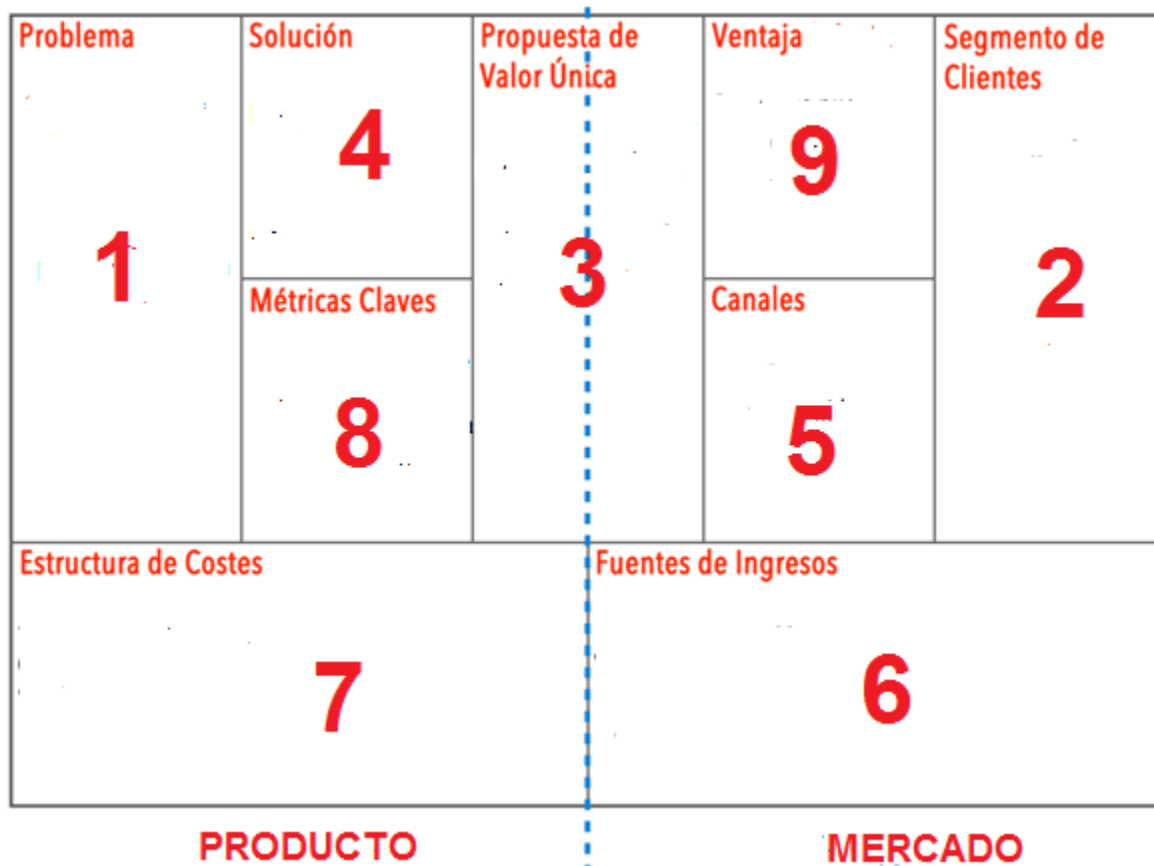 Problema
1
Solución
4
Métricas Claves
8
Propuesta de
Valor Única
3
Ventaja
9
Canales
5
Segmento de
Clientes
2
Estructura de Costes
7
Fuentes de Ingresos
6
PRODUCTO
MERCADO